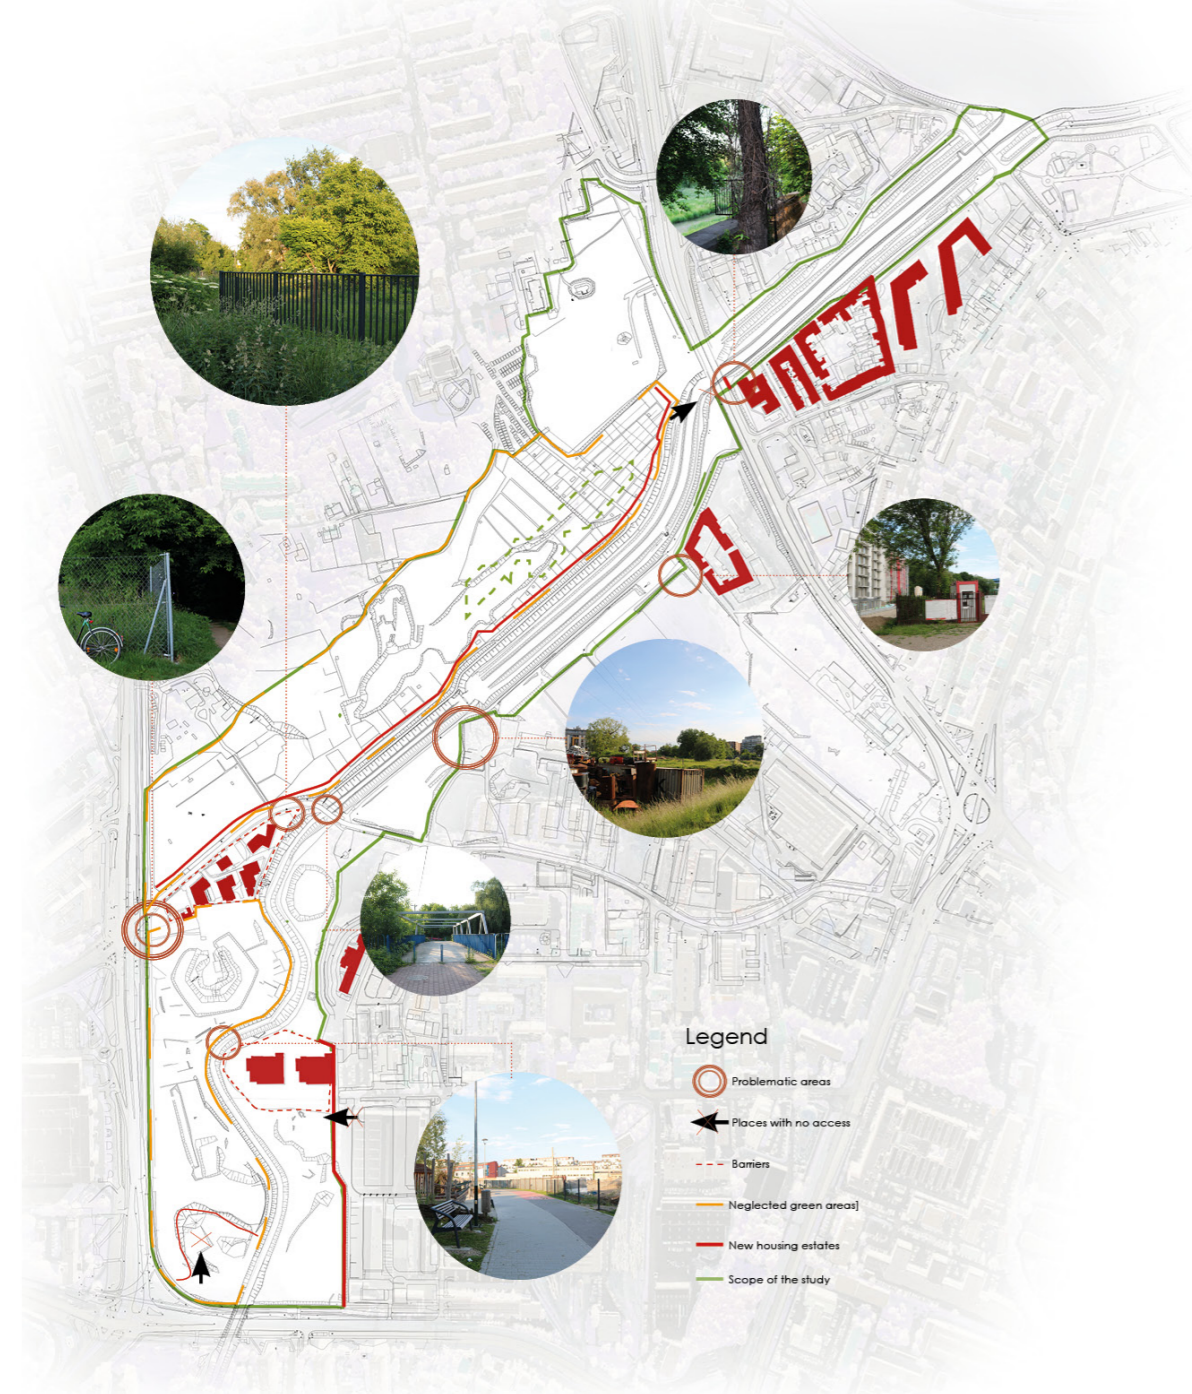 Legend
Problematic areas
Places with no access
Barriers
Neglected green areas]
New housing estates
Scope of the study